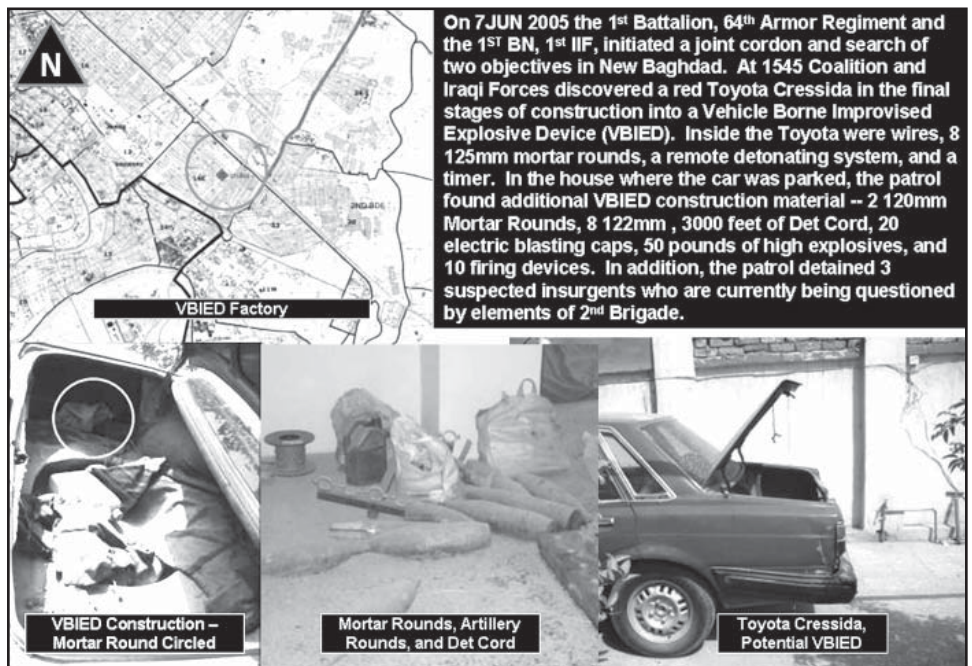 N
On 7JUN 2005 the 1st Battalion, 64th Armor Regiment and
the 1ST BN, 1st IIF, initiated a joint cordon and search of
two objectives in New Baghdad. At 1545 Coalition and
Iraqi Forces discovered a red Toyota Cressida in the final
stages of construction into a Vehicle Borne Improvised
Explosive Device (VBIED). Inside the Toyota were wires, 8
125mm mortar rounds, a remote detonating system, and a
timer. In the house where the car was parked, the patrol
found additional VBIED construction material -- 2 120mm
Mortar Rounds, 8 122mm , 3000 feet of Det Cord, 20
electric blasting caps, 50 pounds of high explosives, and
10 firing devices. In addition, the patrol detained 3
suspected insurgents who are currently being questioned
by elements of 2nd Brigade.
2ND BDE
VBIED Factory
VBIED Construction –
Mortar Round Circled
Mortar Rounds, Artillery
Rounds, and Det Cord
Toyota Cressida,
Potential VBIED